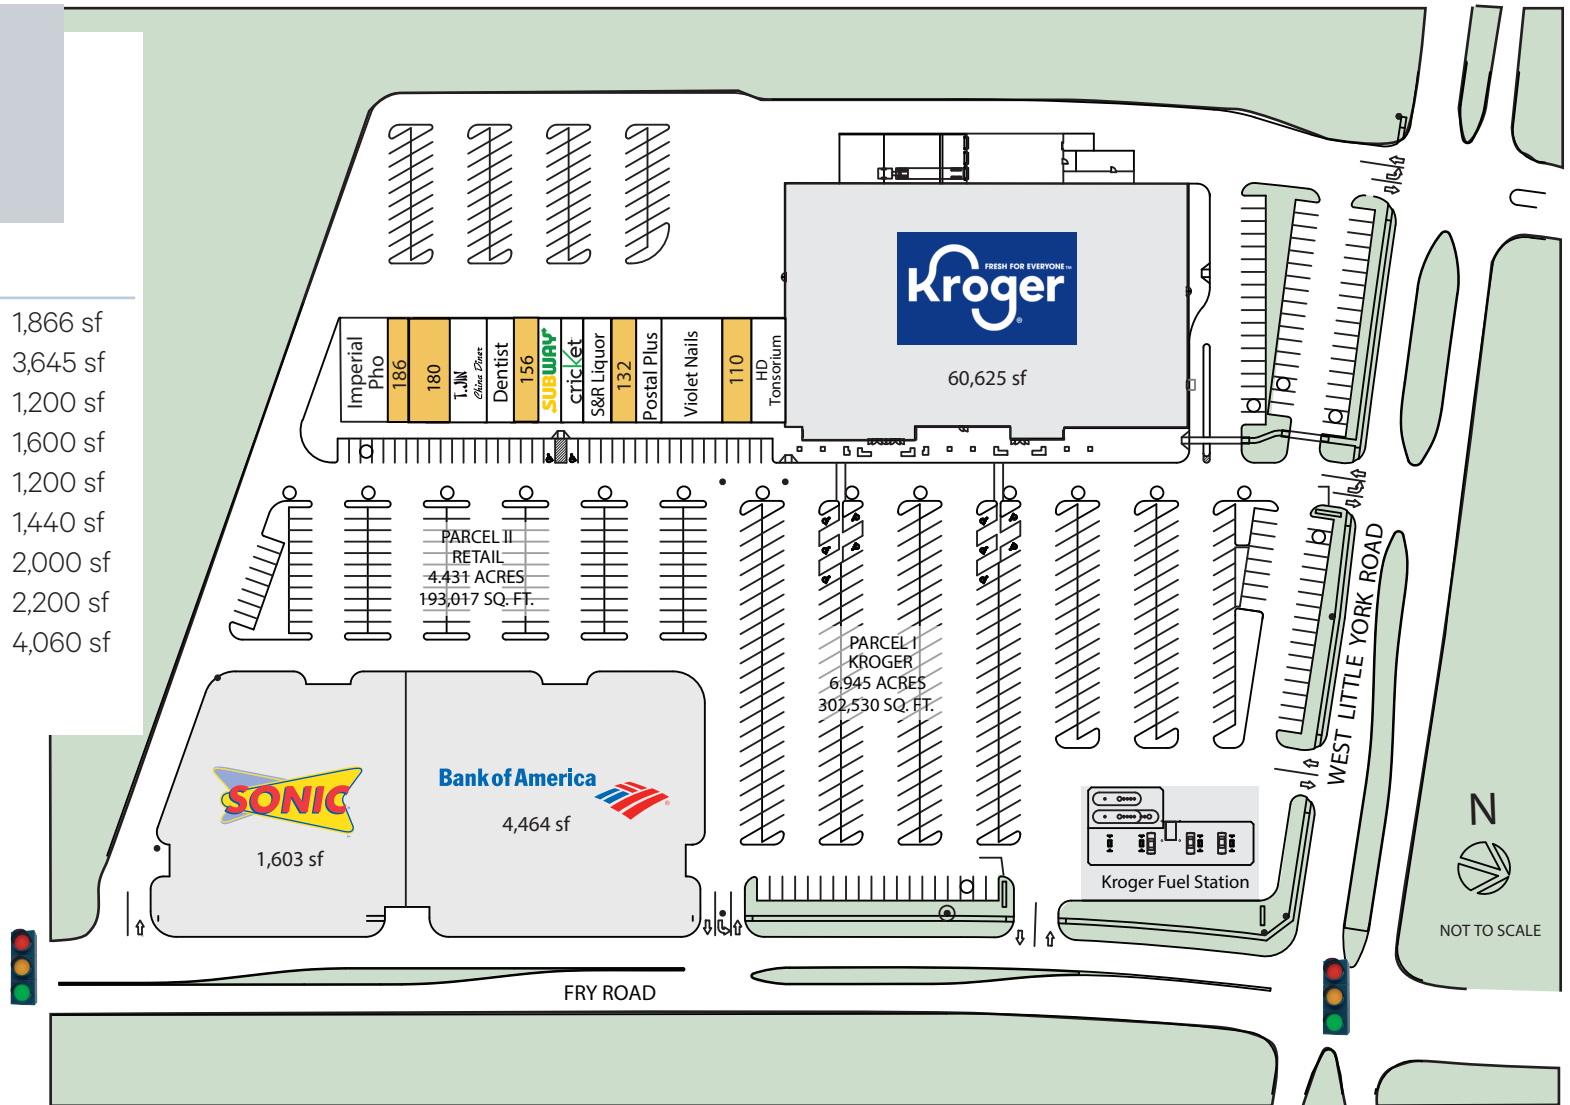 1,866 sf
3,645 sf
1,200 sf
1,600 sf
1,200 sf
1,440 sf
2,000 sf
2,200 sf
4,060 sf
Kroger
FRESH FOR EVERYONE™
60,625 sf
Imperial
Pho
186
180
T.JIN
China Diner
Dentist
156
SUBWAY
cricket
S&R Liquor
132
Postal Plus
Violet Nails
110
HD
Tonsorium
PARCEL II
RETAIL
4.431 ACRES
193,017 SQ. FT.
PARCEL I
KROGER
6.945 ACRES
302,530 SQ. FT.
WEST LITTLE YORK ROAD
SONIC
1,603 sf
Bank of America
4,464 sf
Kroger Fuel Station
N
NOT TO SCALE
FRY ROAD